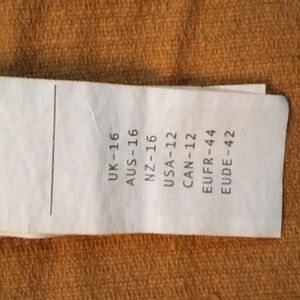 UK-16
AUS-16
NZ-16
USA-12
CAN-12
EUFR-44
EUDE-42